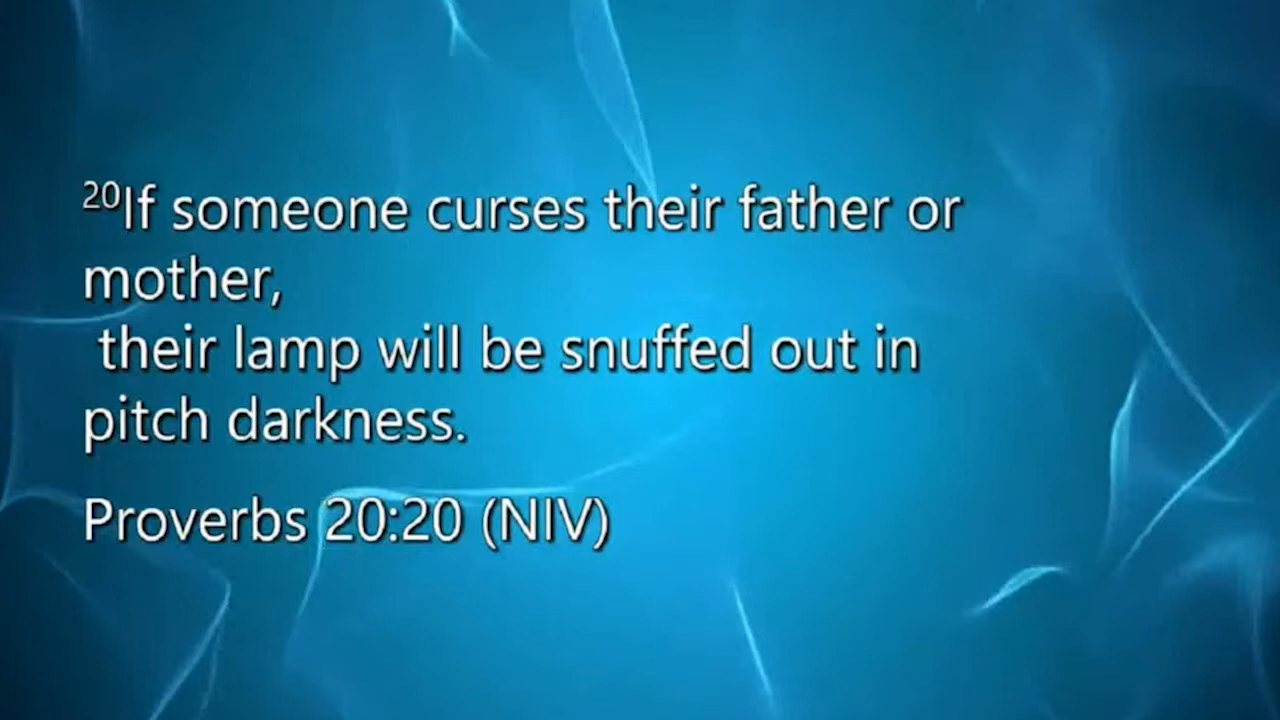 ²⁰If someone curses their father or
mother,
their lamp will be snuffed out in
pitch darkness.
Proverbs 20:20 (NIV)